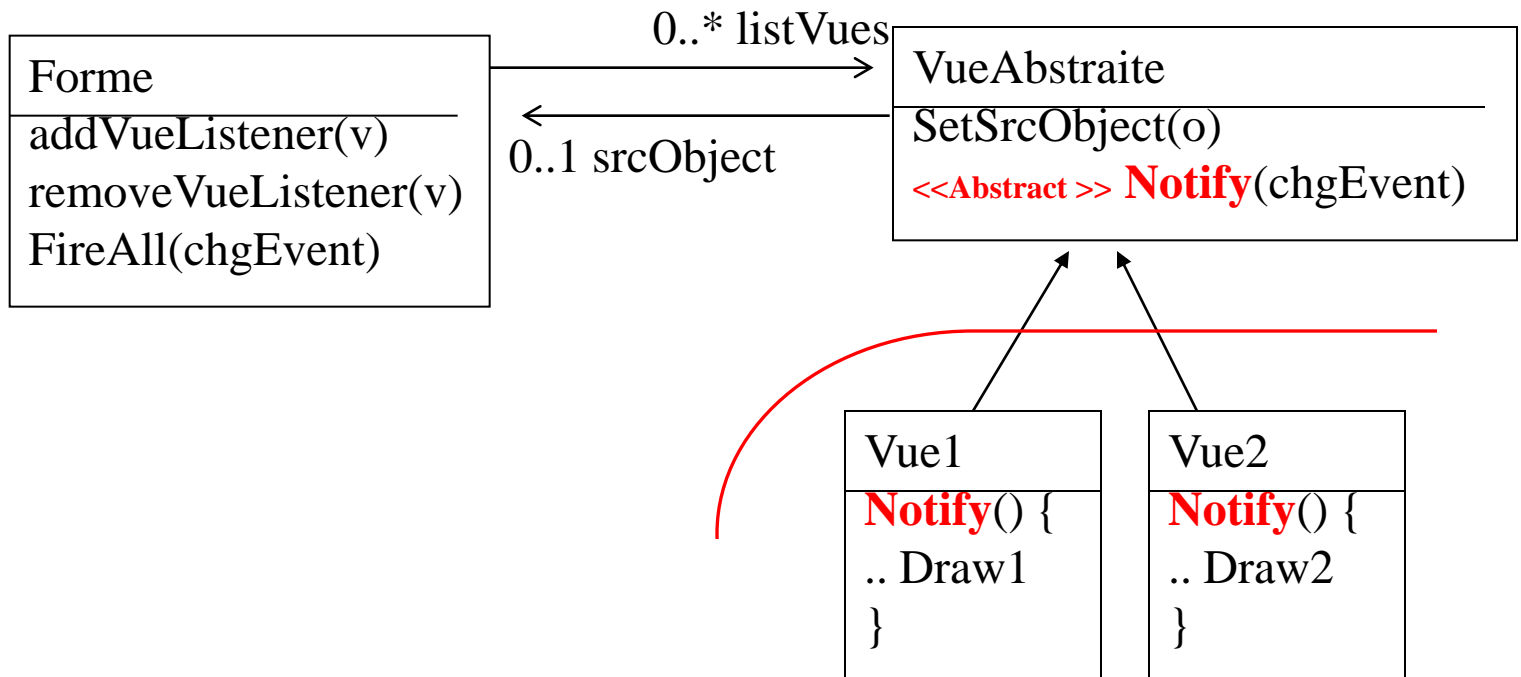 0..* listVues
Forme
addVueListener(v)
removeVueListener(v)
FireAll(chgEvent)
0..1 srcObject
VueAbstraite
SetSrcObject(o)
<<Abstract >> Notify(chgEvent)
Vue1
Notify() {
.. Draw1
}
Vue2
Notify() {
.. Draw2
}